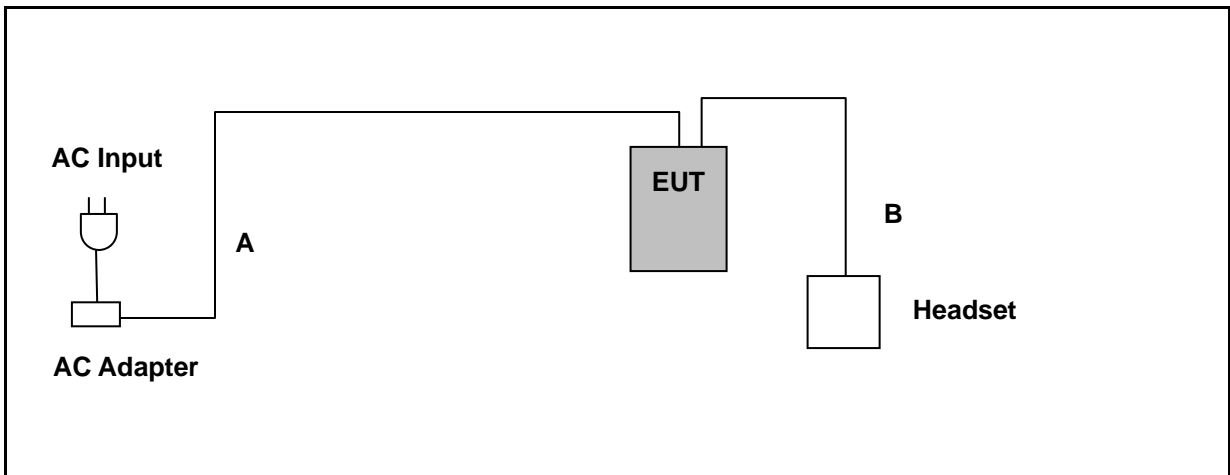 AC Input
EUT
A
B
Headset
AC Adapter